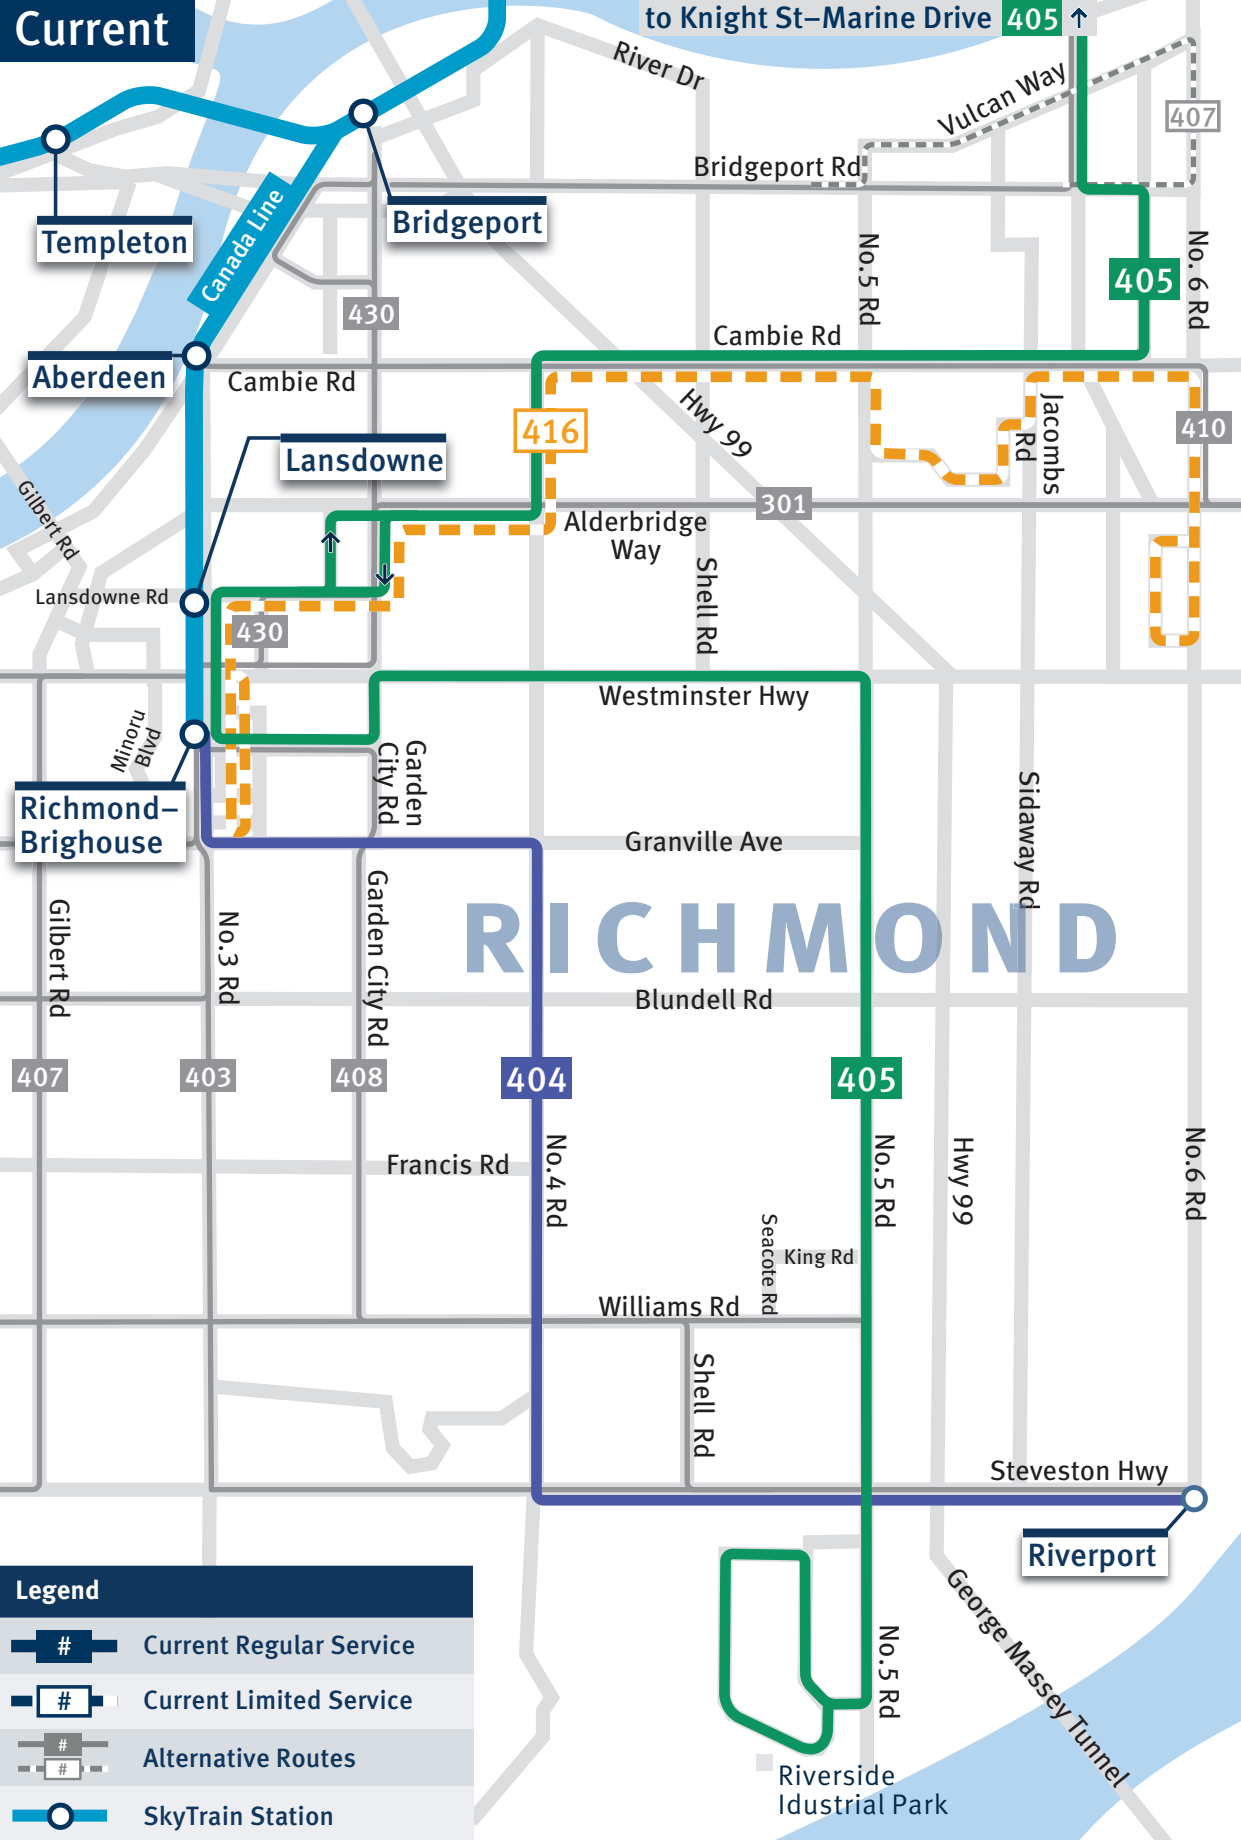 Current
to Knight St–Marine Drive 405
River Dr
Vulcan Way
407
Bridgeport Rd
Templeton
Canada Line
Bridgeport
No.5 Rd
405
No. 6 Rd
430
Cambie Rd
Aberdeen
Cambie Rd
Hwy 99
Jacombs
Rd
416
410
Lansdowne
Gilbert Rd
301
Alderbridge
Way
Shell Rd
Lansdowne Rd
430
Westminster Hwy
Minoru
Blvd
Garden
City Rd
Sidaway Rd
Richmond–
Brighouse
Granville Ave
Gilbert Rd
No.3 Rd
Garden City Rd
RICHMOND
Blundell Rd
407
403
408
404
405
Francis Rd
No.4 Rd
No.5 Rd
Hwy 99
No.6 Rd
Seacote Rd
King Rd
Williams Rd
Shell Rd
Steveston Hwy
Riverport
George Massey Tunnel
No.5 Rd
Riverside
Idustrial Park
Legend
# Current Regular Service
# Current Limited Service
#
# Alternative Routes
SkyTrain Station